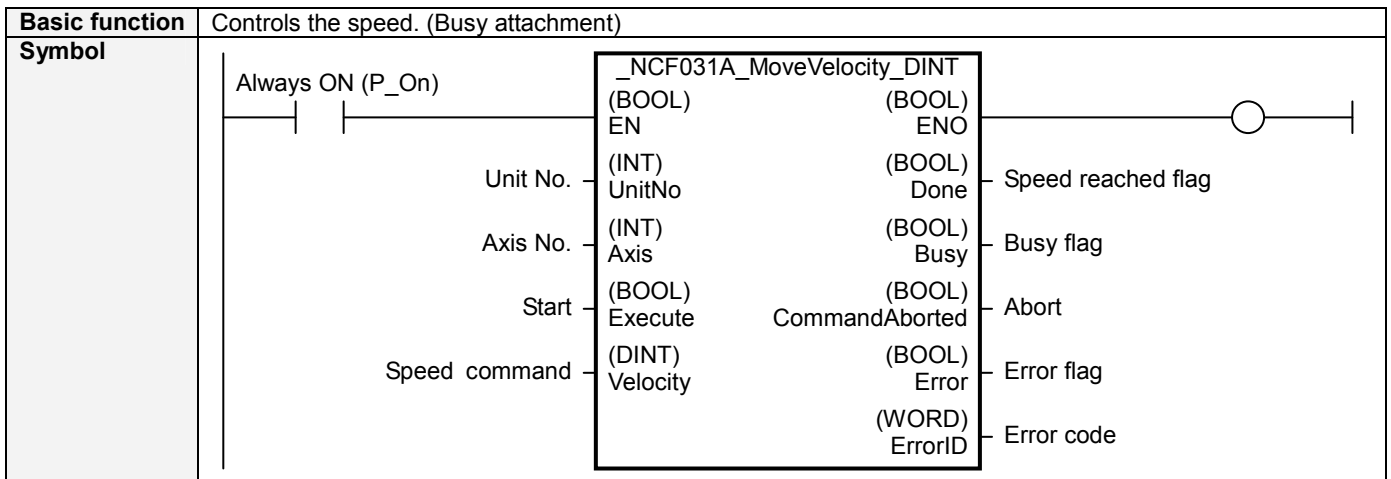 Basic function Controls the speed. (Busy attachment)
Symbol
Always ON (P_On)
_NCF031A_MoveVelocity_DINT
(BOOL) (BOOL)
EN ENO
(INT) (BOOL)
Unit No. UnitNo Done Speed reached flag
(INT) (BOOL)
Axis No. Axis Busy Busy flag
(BOOL) (BOOL)
Start Execute CommandAborted Abort
(DINT) (BOOL)
Speed command Velocity Error Error flag
(WORD)
ErrorID Error code